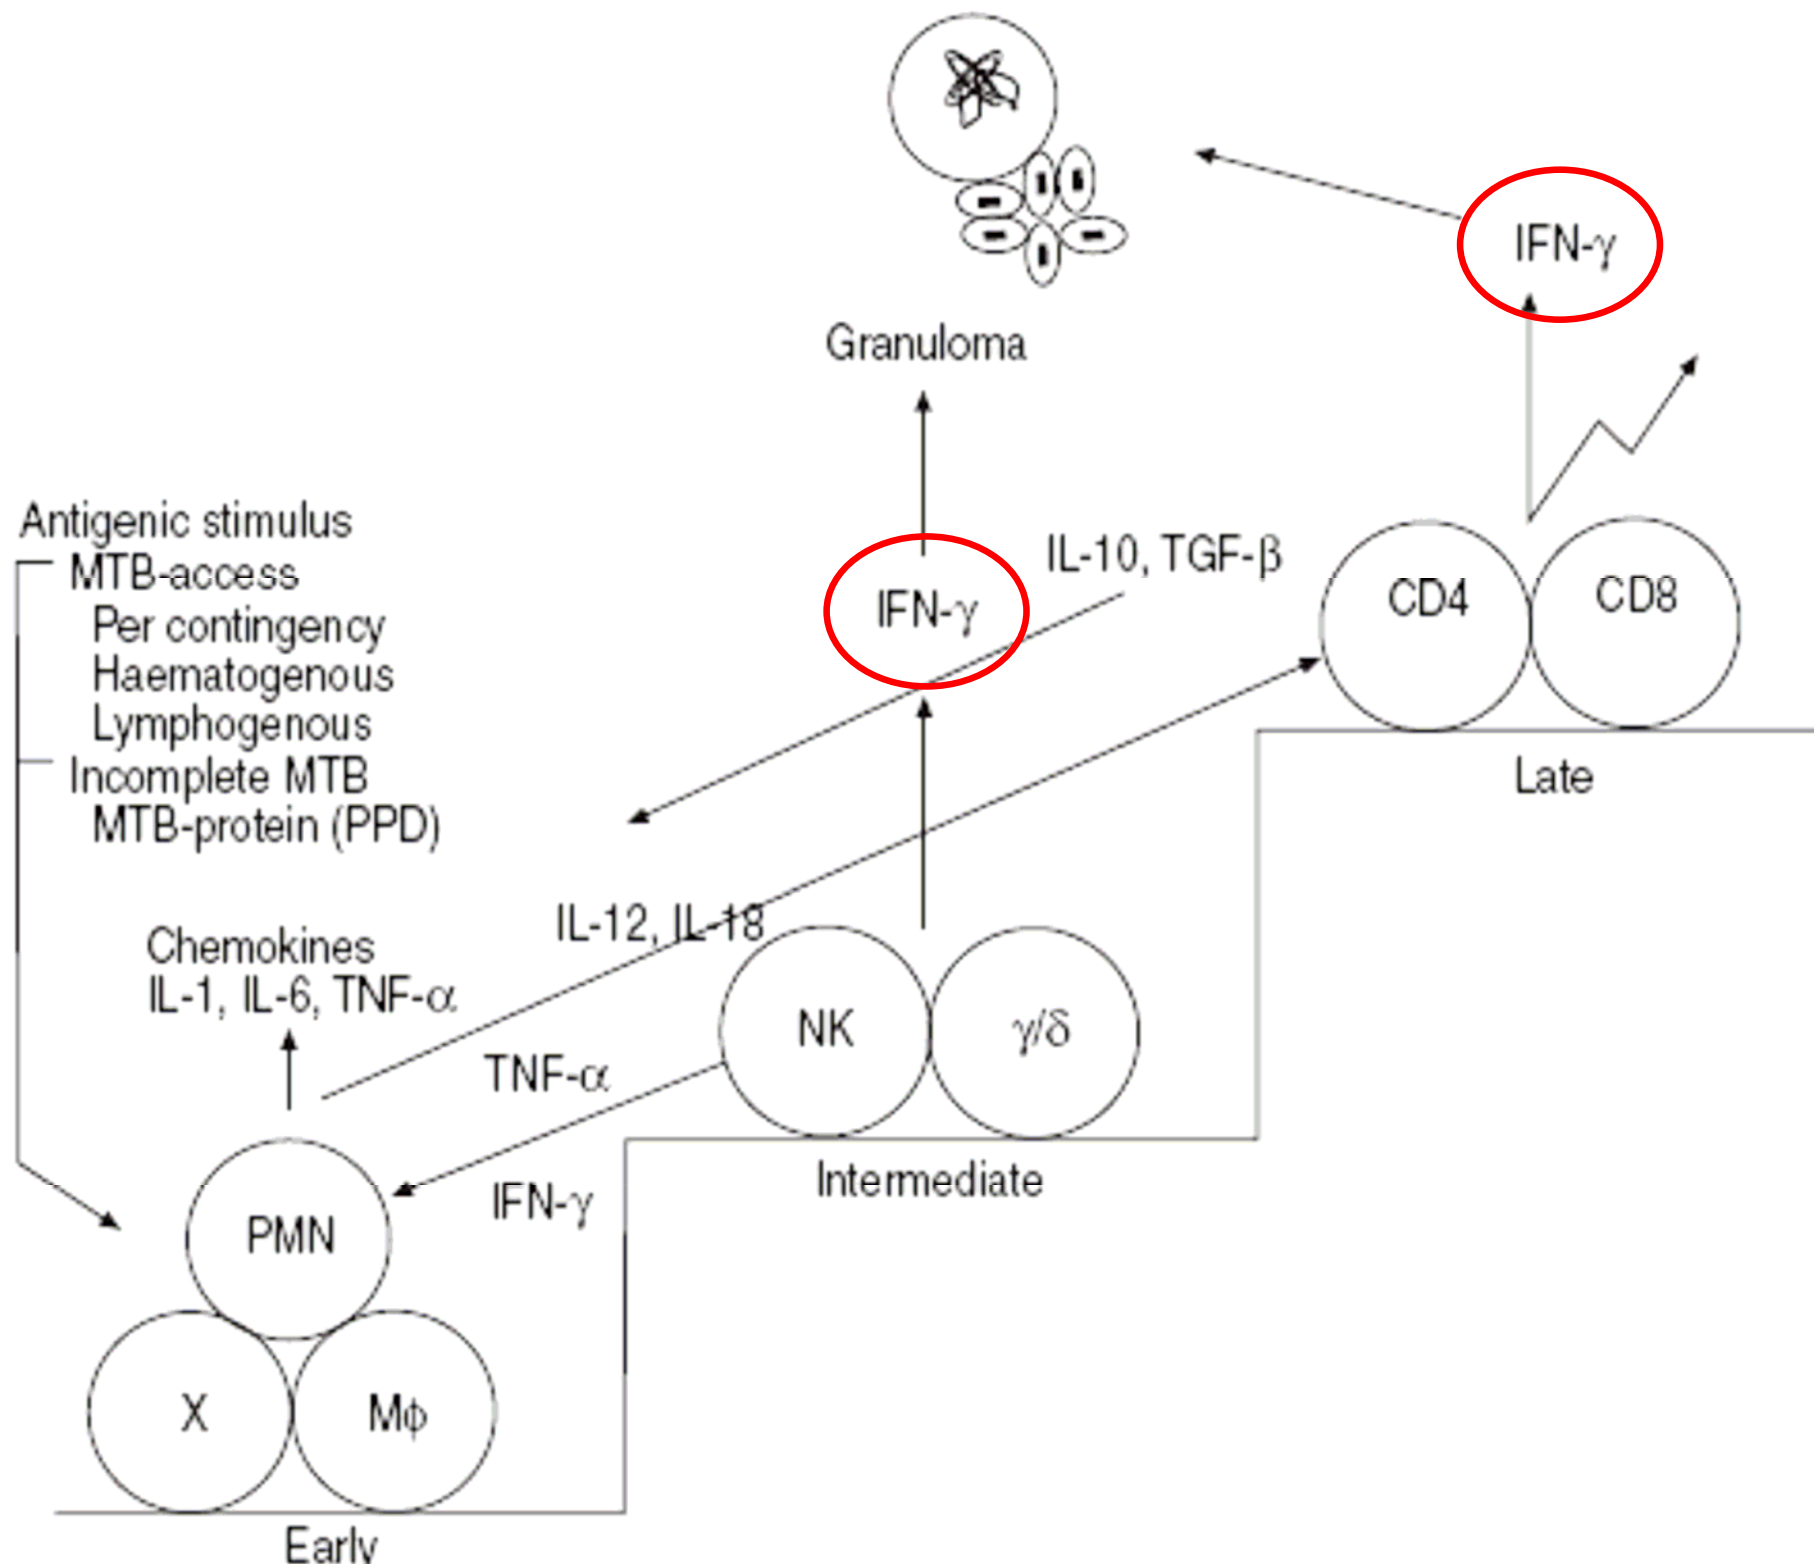 IFN-γ
Granuloma
Antigenic stimulus
MTB-access
Per contingency
Haematogenous
Lymphogenous
Incomplete MTB
MTB-protein (PPD)
IFN-γ
IL-10, TGF-β
CD4
CD8
Late
Chemokines
IL-1, IL-6, TNF-α
IL-12, IL-18
TNF-α
IFN-γ
NK
γ/δ
Intermediate
PMN
X
Mϕ
Early